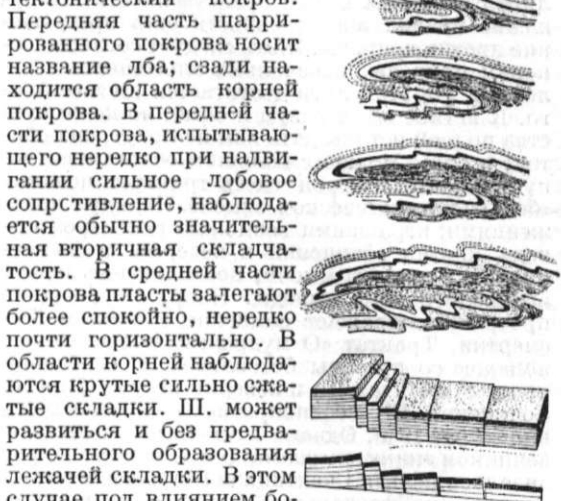 тектонический покров.
Передняя часть шарри-
рованного покрова носит
название лба; сзади на-
ходится область корней
покрова. В передней ча-
сти покрова, испытываю-
щего нередко при надви-
гании сильное лобовое
сопрстивление, наблюда-
ется обычно значитель-
ная вторичная складча-
тость. В средней части
покрова пласты залегают
более спокойно, нередко
почти горизонтально. В
области корней наблюда-
ются крутые сильно сжа-
тые складки. Ш. может
развиться и без предва-
рительного образования
лежачей складки. В этом
случае под влиянием бо-